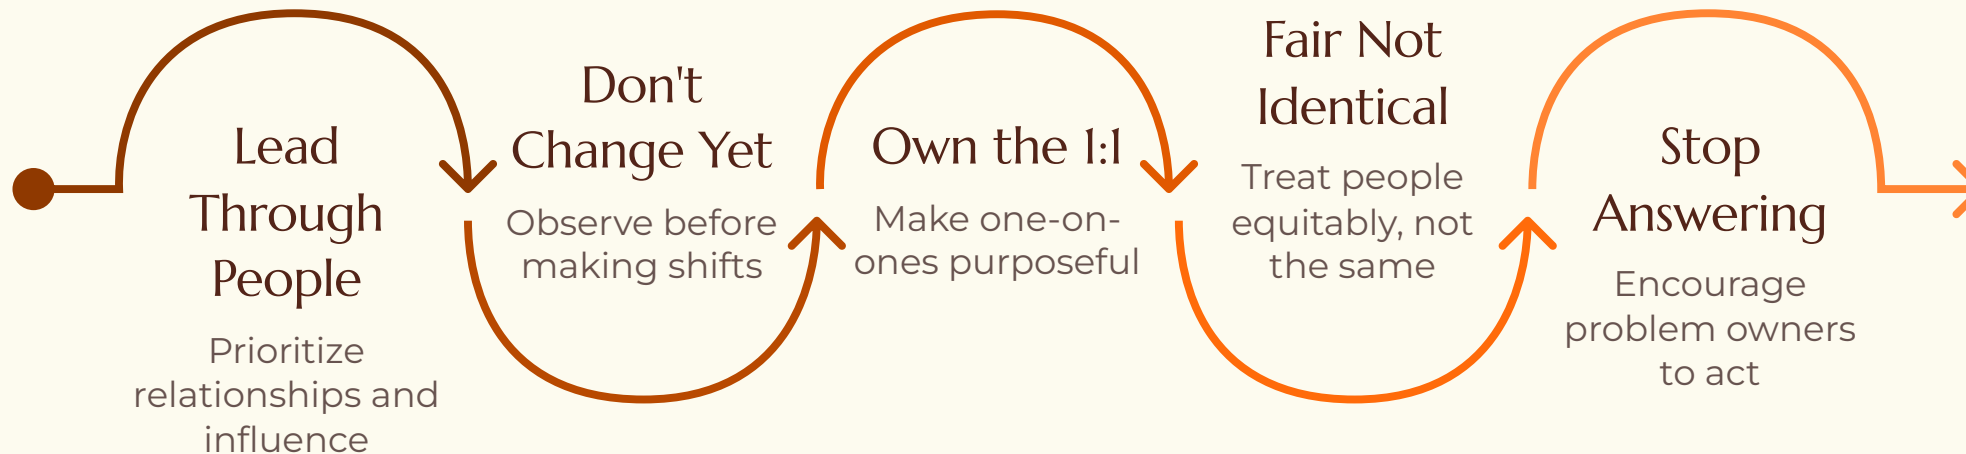 Lead
Through
People
Prioritize
relationships and
influence
Don't
Change Yet
Observe before
making shifts
Own the 1:1
Make one-on-
ones purposeful
Fair Not
Identical
Treat people
equitably, not
the same
Stop
Answering
Encourage
problem owners
to act